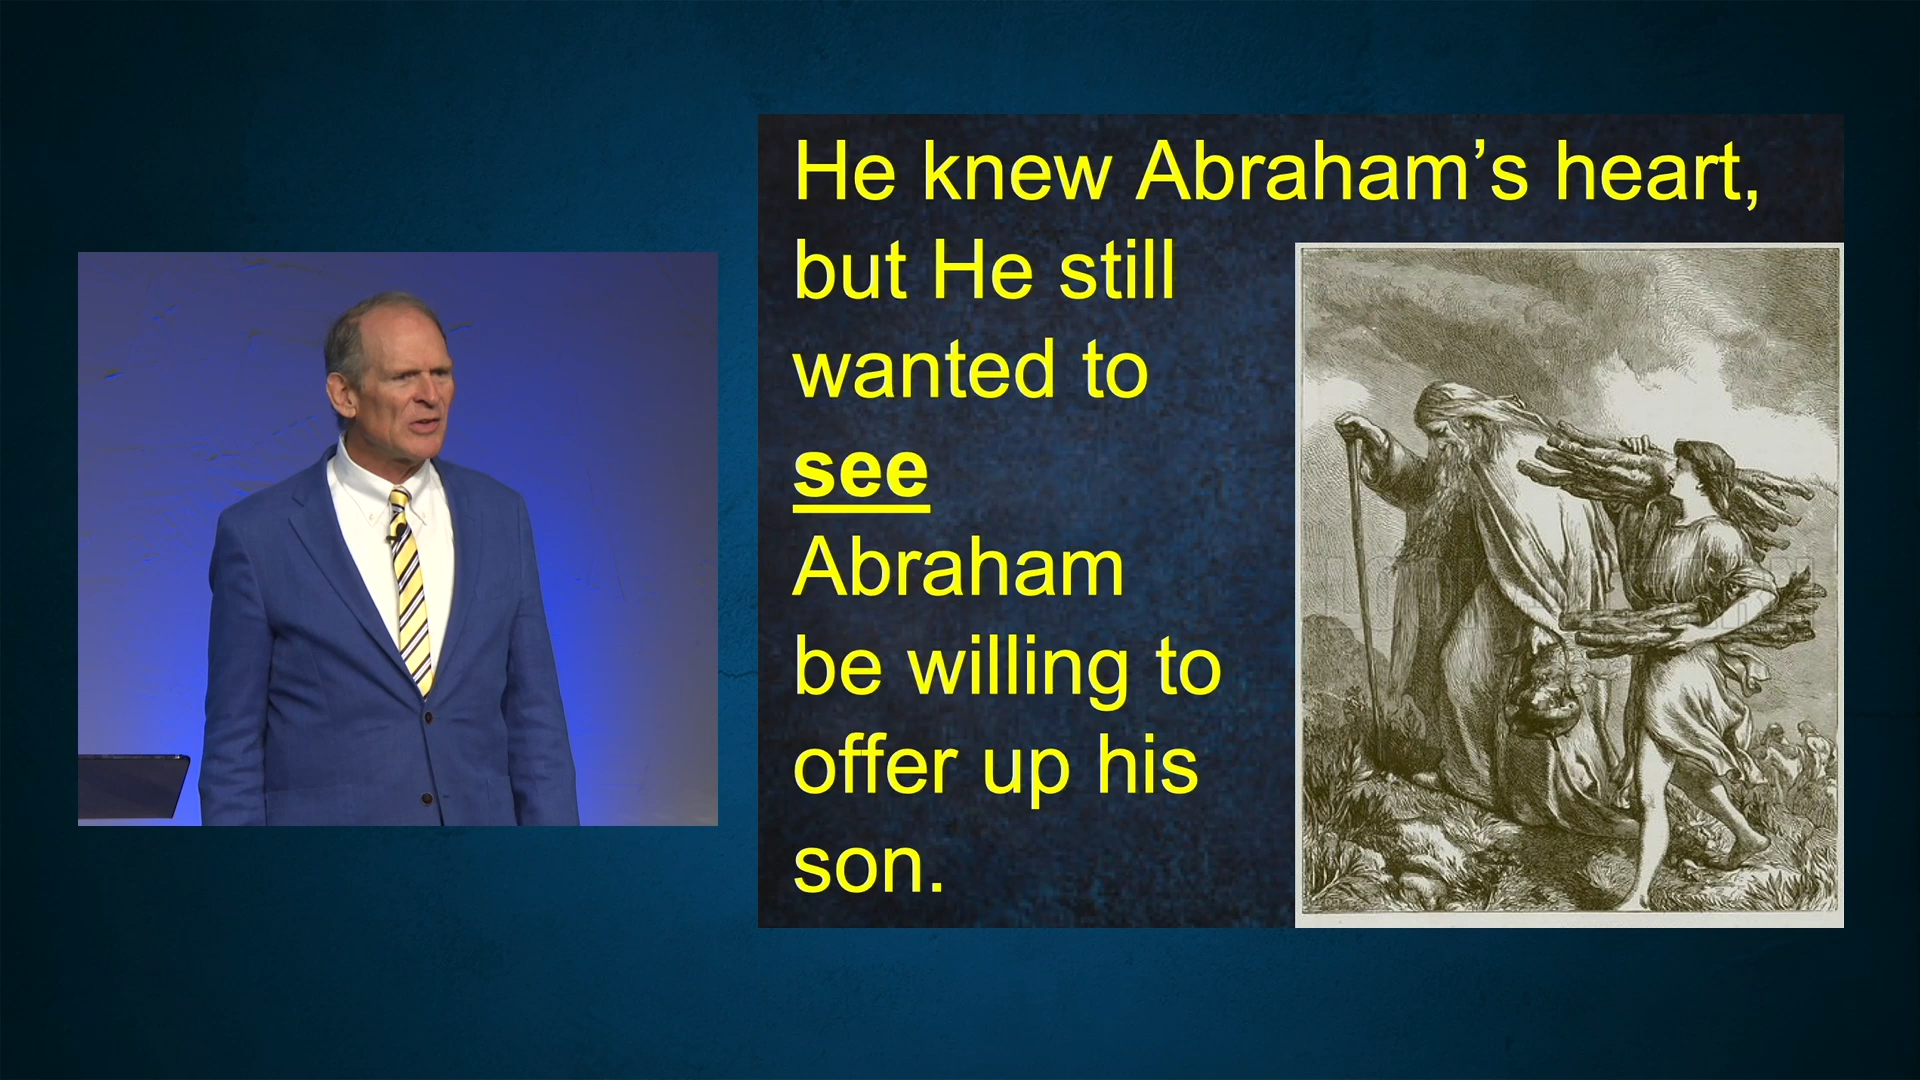 He knew Abraham’s heart,
but He still
wanted to
see
Abraham
be willing to
offer up his
son.